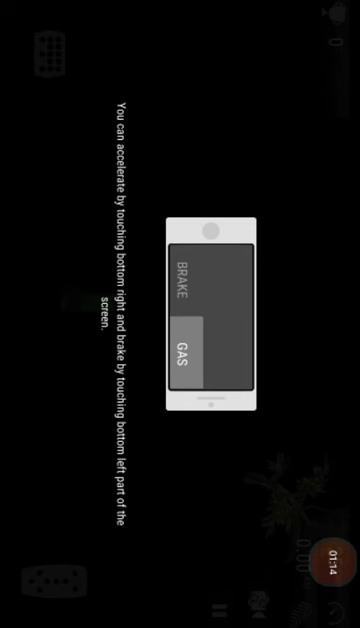 0
BRAKE
GAS
You can accelerate by touching bottom right and brake by touching bottom left part of the
screen.
0.00
01:14